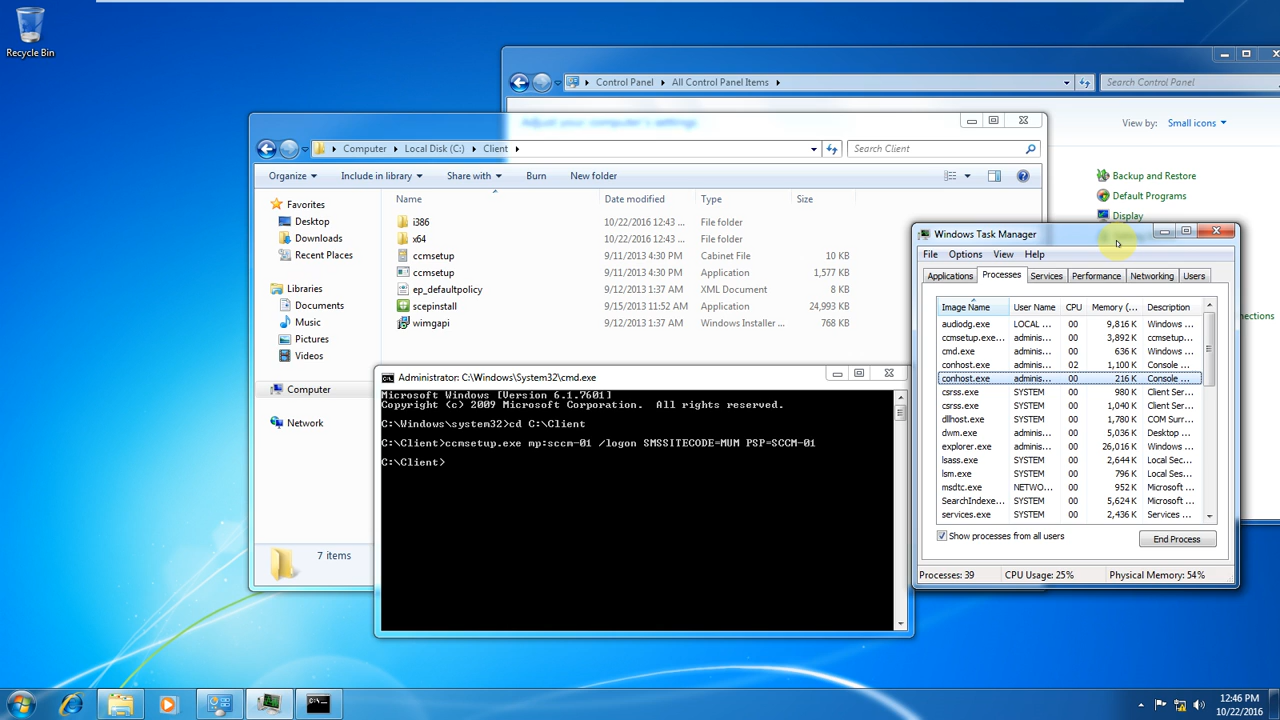 Recycle Bin
Control Panel
All Control Panel Items
Search Control Panel
Adjust your computer's settings
View by:
Small icons
Backup and Restore
Default Programs
Display
Computer
Local Disk (C:)
Client
Search Client
Organize
Include in library
Share with
Burn
New folder
Favorites
Desktop
Downloads
Recent Places
Libraries
Documents
Music
Pictures
Videos
Computer
Network
Name Date modified Type Size
i386 10/22/2016 12:43 ... File folder
x64 10/22/2016 12:43 ... File folder
ccmsetup 9/11/2013 4:30 PM Cabinet File 10 KB
ccmsetup 9/11/2013 4:30 PM Application 1,577 KB
ep_defaultpolicy 9/12/2013 1:37 AM XML Document 8 KB
scepinstall 9/15/2013 11:52 AM Application 24,993 KB
wimgapi 9/12/2013 1:37 AM Windows Installer ... 768 KB
7 items
Administrator: C:\Windows\System32\cmd.exe
Microsoft Windows [Version 6.1.7601]
Copyright (c) 2009 Microsoft Corporation. All rights reserved.
C:\Windows\system32>cd C:\Client
C:\Client>ccmsetup.exe mp:sccm-01 /logon SMSSITECODE=MUM PSP=SCCM-01
C:\Client>
Windows Task Manager
File Options View Help
Applications Processes Services Performance Networking Users
Image Name User Name CPU Memory (... Description
audiodg.exe LOCAL ... 00 9,816 K Windows ...
ccmsetup.exe... adminis... 00 3,892 K ccmsetup...
cmd.exe adminis... 00 636 K Windows ...
conhost.exe adminis... 02 1,100 K Console ...
conhost.exe adminis... 00 216 K Console ...
csrss.exe SYSTEM 00 980 K Client Ser...
csrss.exe SYSTEM 00 1,040 K Client Ser...
dllhost.exe SYSTEM 00 1,780 K COM Surr...
dwm.exe adminis... 00 5,036 K Desktop ...
explorer.exe adminis... 00 26,016 K Windows ...
lsass.exe SYSTEM 00 2,644 K Local Sec...
lsm.exe SYSTEM 00 796 K Local Ses...
msdtc.exe NETWO... 00 952 K Microsoft ...
SearchIndexe... SYSTEM 00 5,624 K Microsoft ...
services.exe SYSTEM 00 2,436 K Services ...
Show processes from all users
End Process
Processes: 39 CPU Usage: 25% Physical Memory: 54%
12:46 PM
10/22/2016